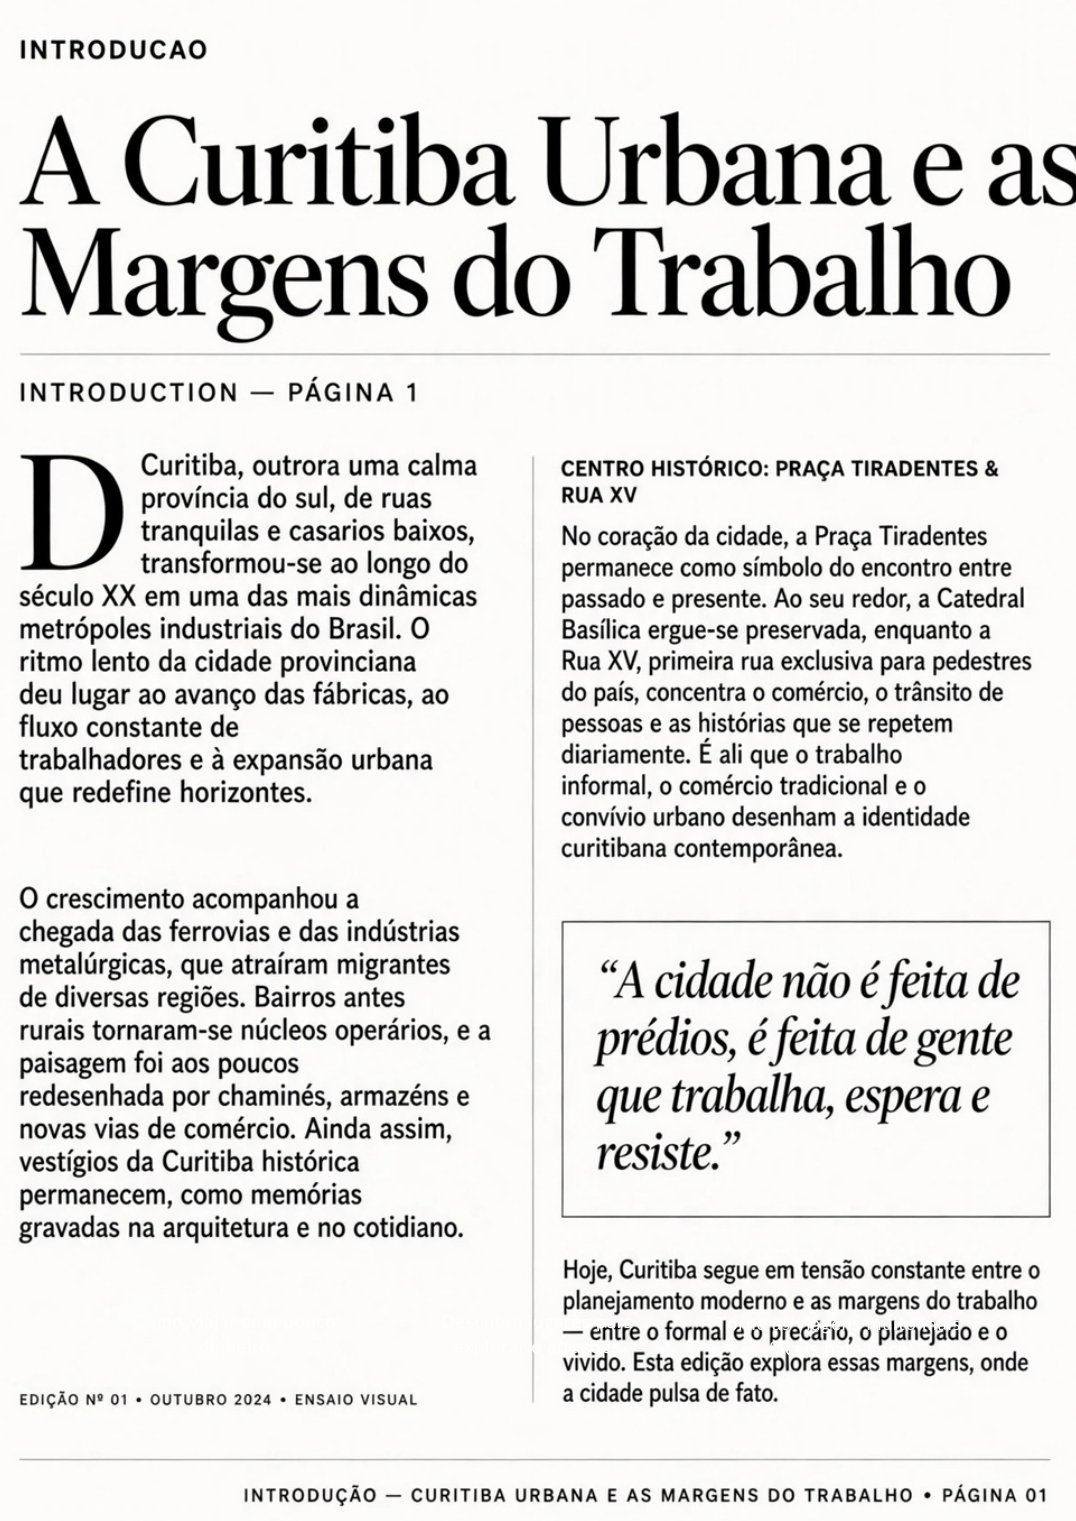 INTRODUCAO
A Curitiba Urbana e as
Margens do Trabalho
INTRODUCTION — PÁGINA 1
D Curitiba, outrora uma calma
província do sul, de ruas
tranquilas e casarios baixos,
transformou-se ao longo do
século XX em uma das mais dinâmicas
metrópoles industriais do Brasil. O
ritmo lento da cidade provinciana
deu lugar ao avanço das fábricas, ao
fluxo constante de
trabalhadores e à expansão urbana
que redefine horizontes.
O crescimento acompanhou a
chegada das ferrovias e das indústrias
metalúrgicas, que atraíram migrantes
de diversas regiões. Bairros antes
rurais tornaram-se núcleos operários, e a
paisagem foi aos poucos
redesenhada por chaminés, armazéns e
novas vias de comércio. Ainda assim,
vestígios da Curitiba histórica
permanecem, como memórias
gravadas na arquitetura e no cotidiano.
EDIÇÃO Nº 01 • OUTUBRO 2024 • ENSAIO VISUAL
CENTRO HISTÓRICO: PRAÇA TIRADENTES &
RUA XV
No coração da cidade, a Praça Tiradentes
permanece como símbolo do encontro entre
passado e presente. Ao seu redor, a Catedral
Basílica ergue-se preservada, enquanto a
Rua XV, primeira rua exclusiva para pedestres
do país, concentra o comércio, o trânsito de
pessoas e as histórias que se repetem
diariamente. É ali que o trabalho
informal, o comércio tradicional e o
convívio urbano desenham a identidade
curitibana contemporânea.
“A cidade não é feita de
prédios, é feita de gente
que trabalha, espera e
resiste.”
Hoje, Curitiba segue em tensão constante entre o
planejamento moderno e as margens do trabalho
— entre o formal e o precário, o planejado e o
vivido. Esta edição explora essas margens, onde
a cidade pulsa de fato.
INTRODUÇÃO — CURITIBA URBANA E AS MARGENS DO TRABALHO • PÁGINA 01